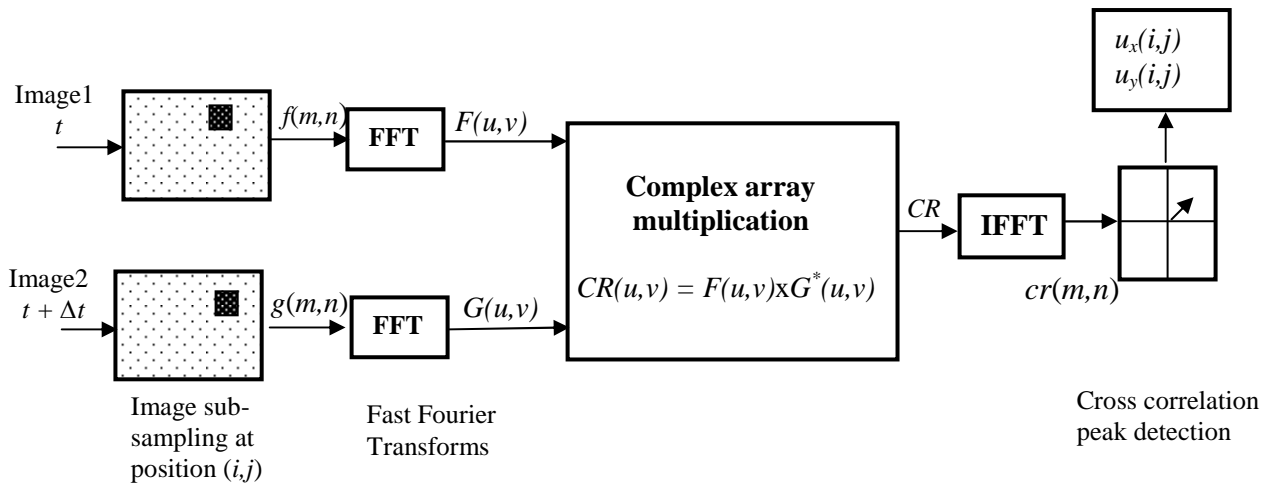 Image1
t
f(m,n)
FFT
F(u,v)
Image2
t + Δt
g(m,n)
FFT
G(u,v)
Complex array
multiplication
CR(u,v) = F(u,v)xG*(u,v)
CR
IFFT
cr(m,n)
u_x(i,j)
u_y(i,j)
Image sub-
sampling at
position (i,j)
Fast Fourier
Transforms
Cross correlation
peak detection